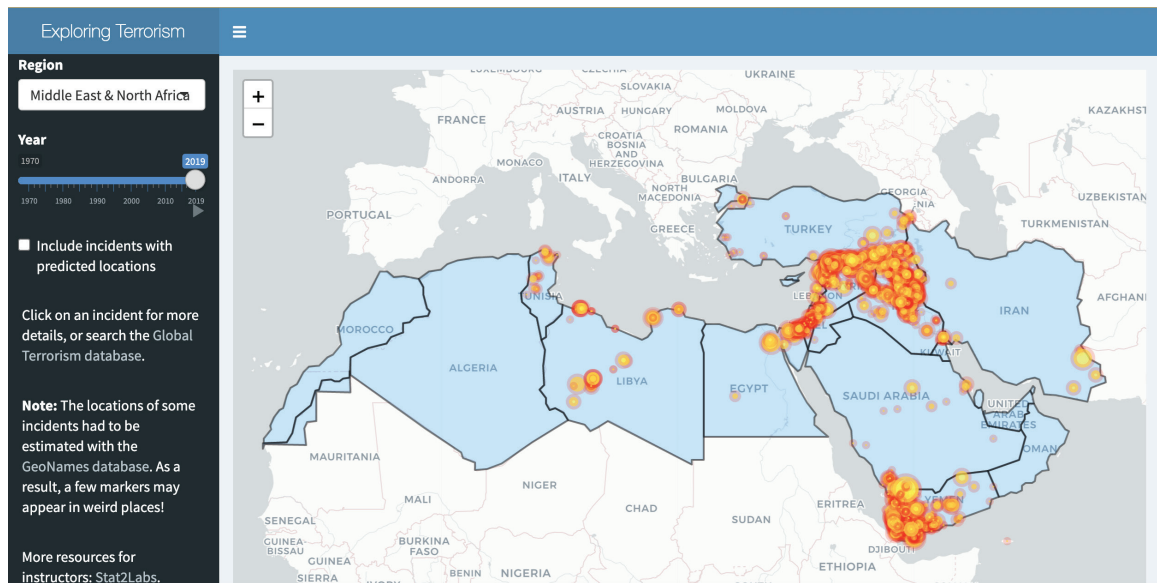 Exploring Terrorism
Region
Middle East & North Africa
Year
1970
2019
1970 1980 1990 2000 2010 2019
Include incidents with
predicted locations
Click on an incident for more
details, or search the Global
Terrorism database.
Note: The locations of some
incidents had to be
estimated with the
GeoNames database. As a
result, a few markers may
appear in weird places!
More resources for
instructors: Stat2Labs.
+
−
UKRAINE
SLOVAKIA
AUSTRIA
HUNGARY
MOLDOVA
KAZAKHST
FRANCE
CROATIA
ROMANIA
BOSNIA
AND
HERZEGOVINA
MONACO
ITALY
ANDORRA
BULGARIA
NORTH
MACEDONIA
GEORGIA
NIA
UZBEKISTAN
PORTUGAL
GREECE
TURKEY
TURKMENISTAN
TUNISIA
AFGHANI
IRAN
MOROCCO
KUWAIT
ALGERIA
LIBYA
EGYPT
SAUDI ARABIA
UNITED
ARAB
EMIRATES
OMAN
MAURITANIA
NIGER
MALI
CHAD
SUDAN
ERITREA
YEMEN
SENEGAL
GUINEA-
BISSAU
BURKINA
FASO
DJIBOUTI
GUINEA
BENIN
NIGERIA
ETHIOPIA
SIERRA